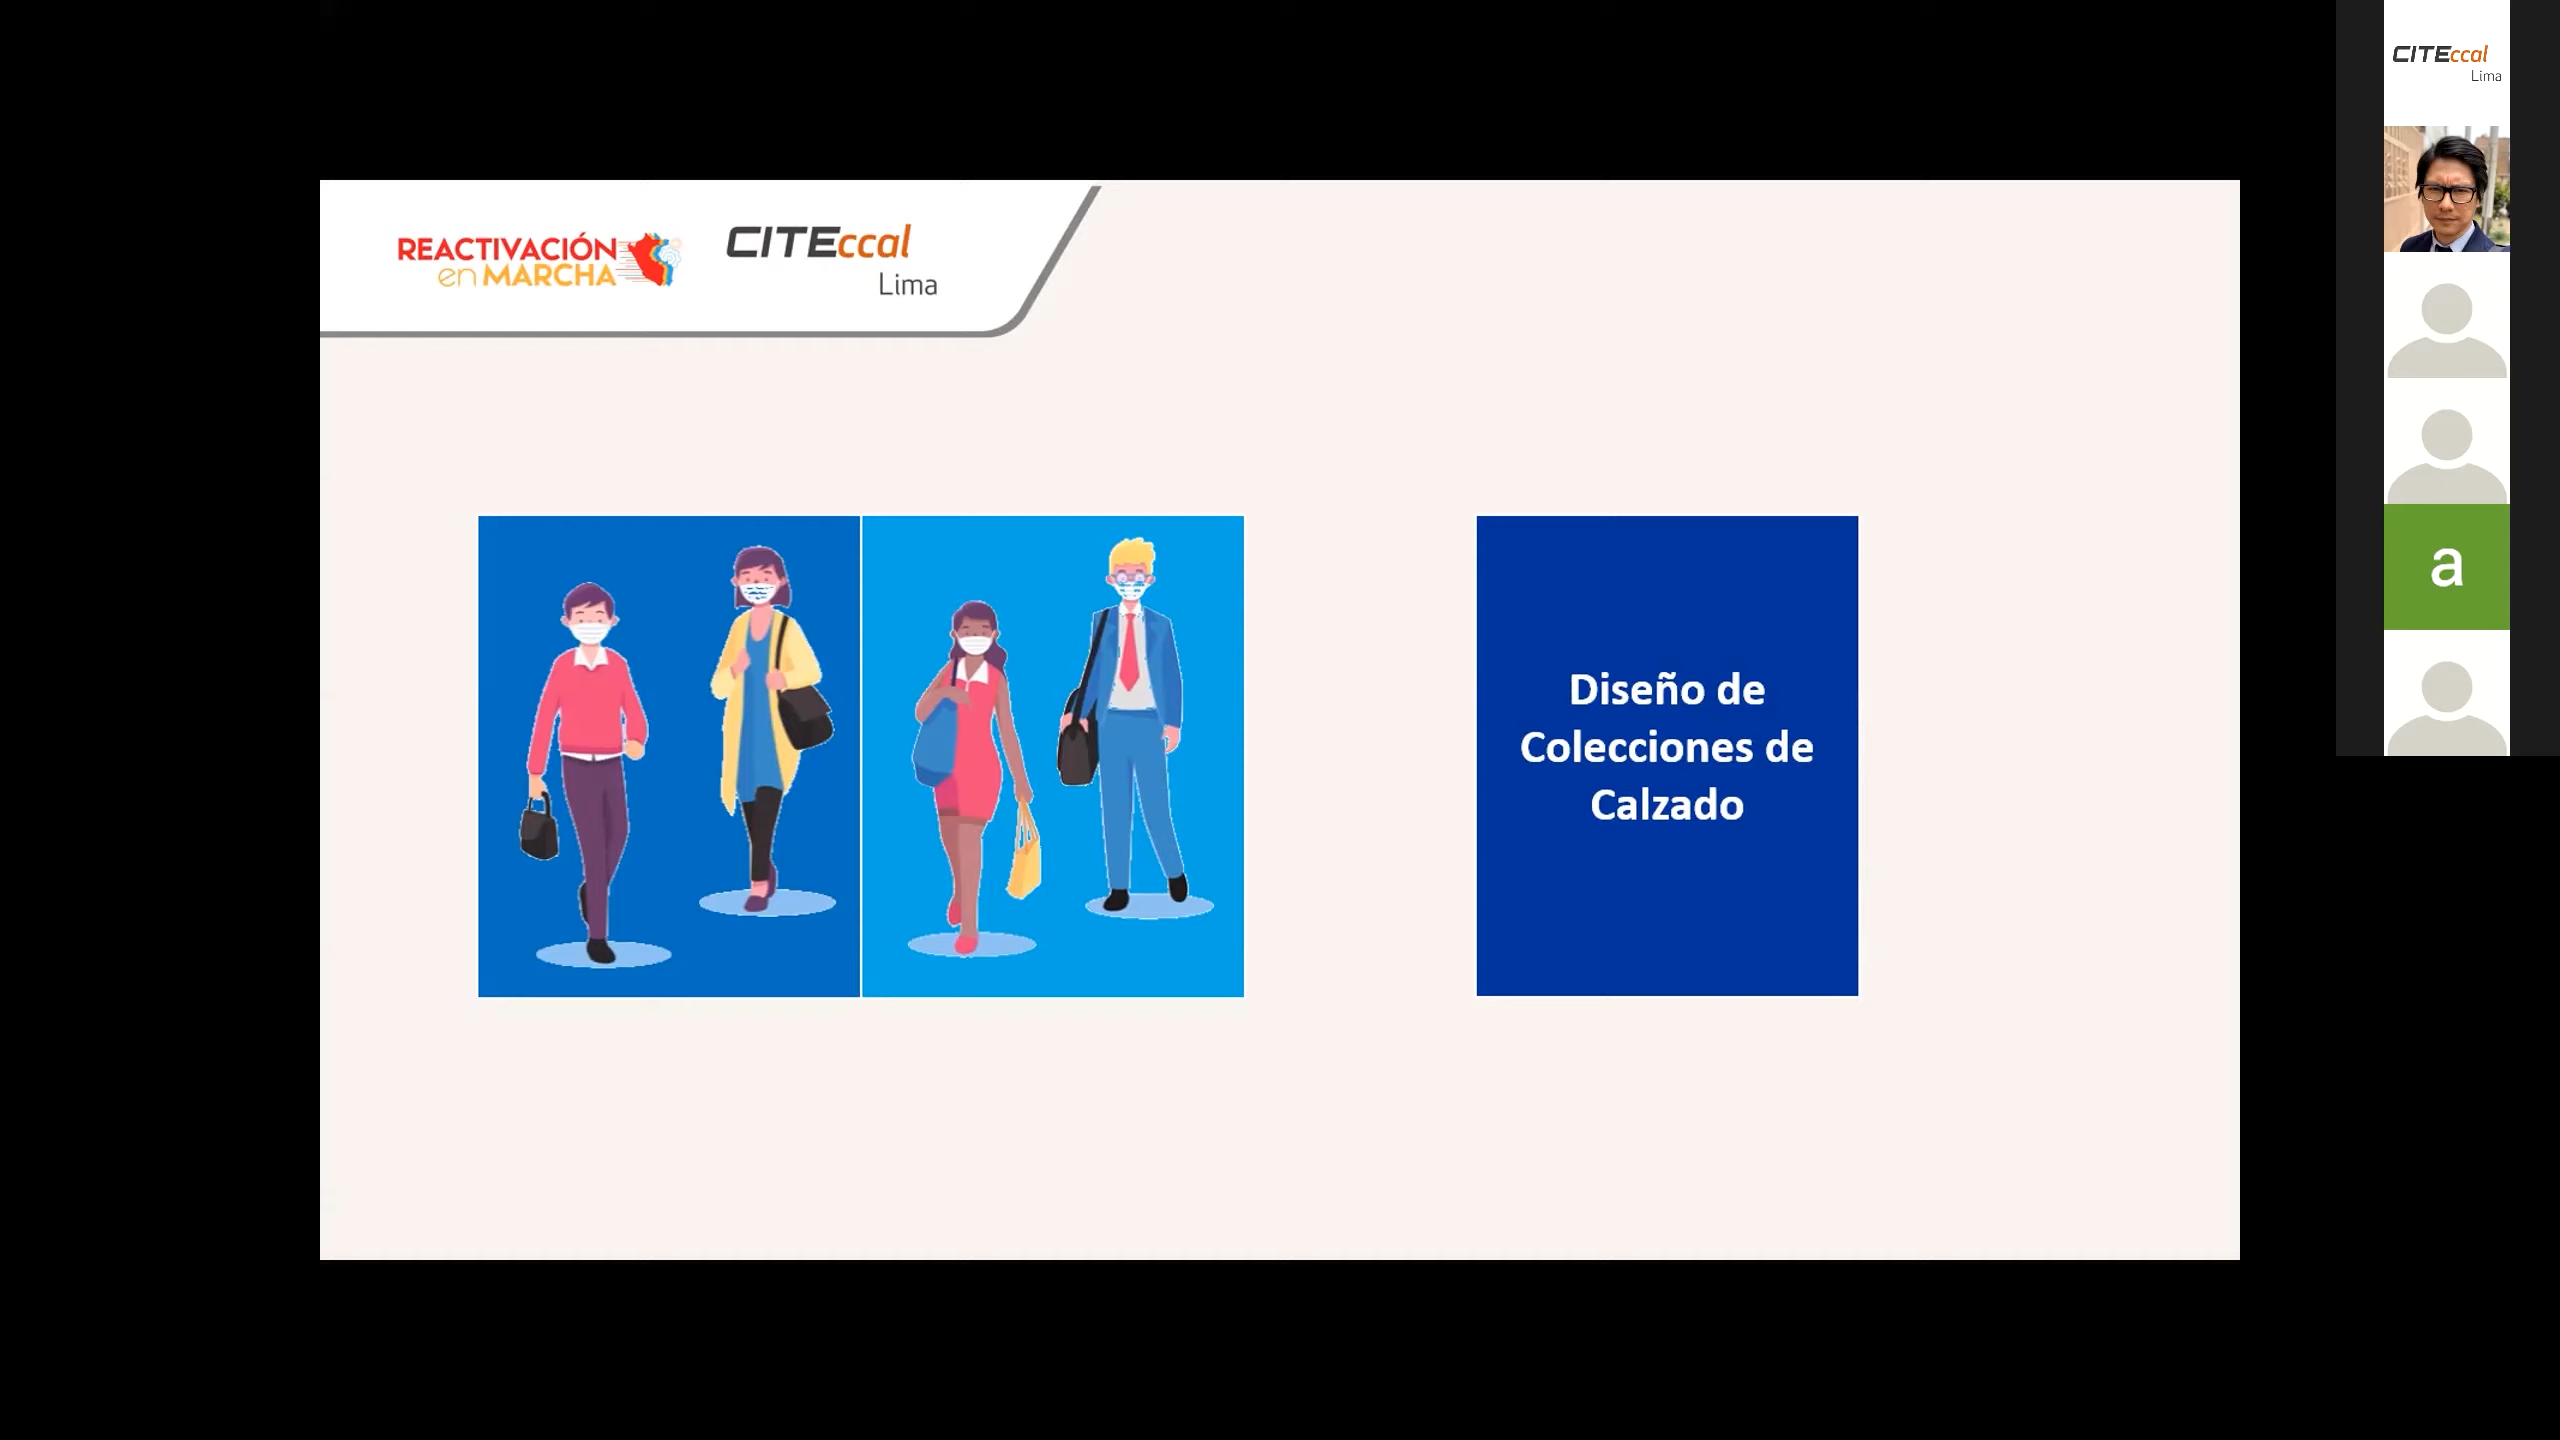 REACTIVACIÓN
en MARCHA
CITEccal
Lima
Diseño de
Colecciones de
Calzado
CITEccal
Lima
a